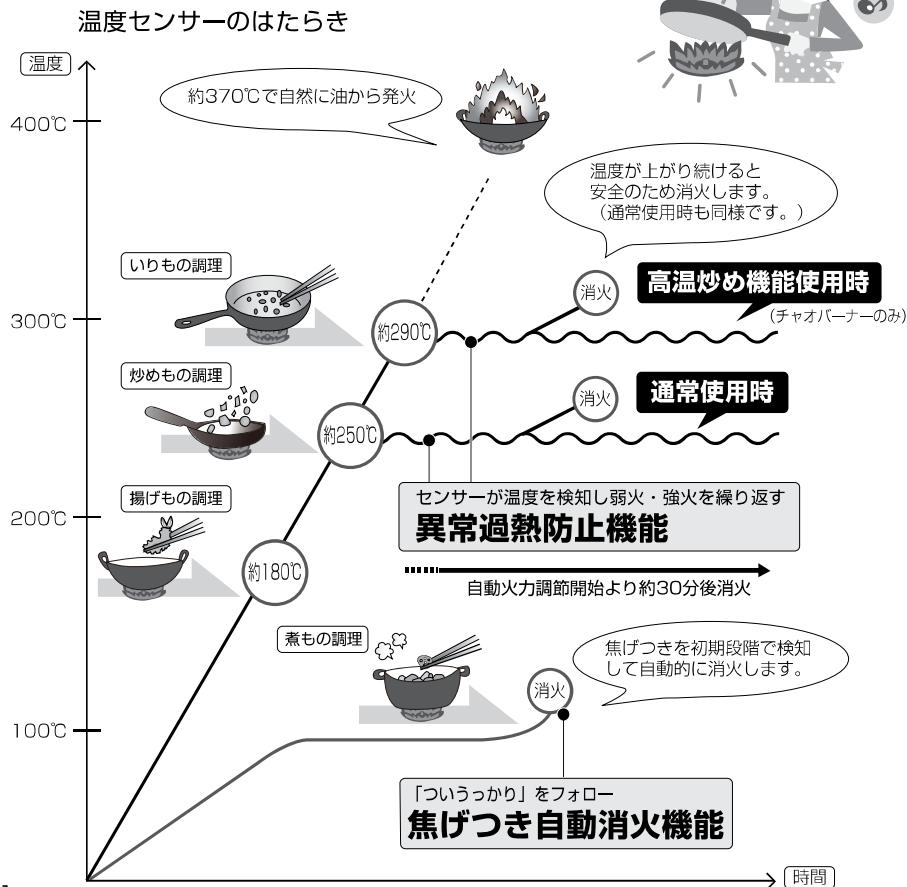 温度センサーのはたらき
温度
400℃
300℃
200℃
100℃
約370℃で自然に油から発火
温度が上がり続けると
安全のため消火します。
（通常使用時も同様です。）
いりもの調理
約290℃
消火
高温炒め機能使用時
(チャオバーナーのみ)
炒めもの調理
約250℃
消火
通常使用時
揚げもの調理
約180℃
センサーが温度を検知し弱火・強火を繰り返す
異常過熱防止機能
自動火力調節開始より約30分後消火
煮もの調理
消火
焦げつきを初期段階で検知
して自動的に消火します。
「ついうっかり」をフォロー
焦げつき自動消火機能
時間